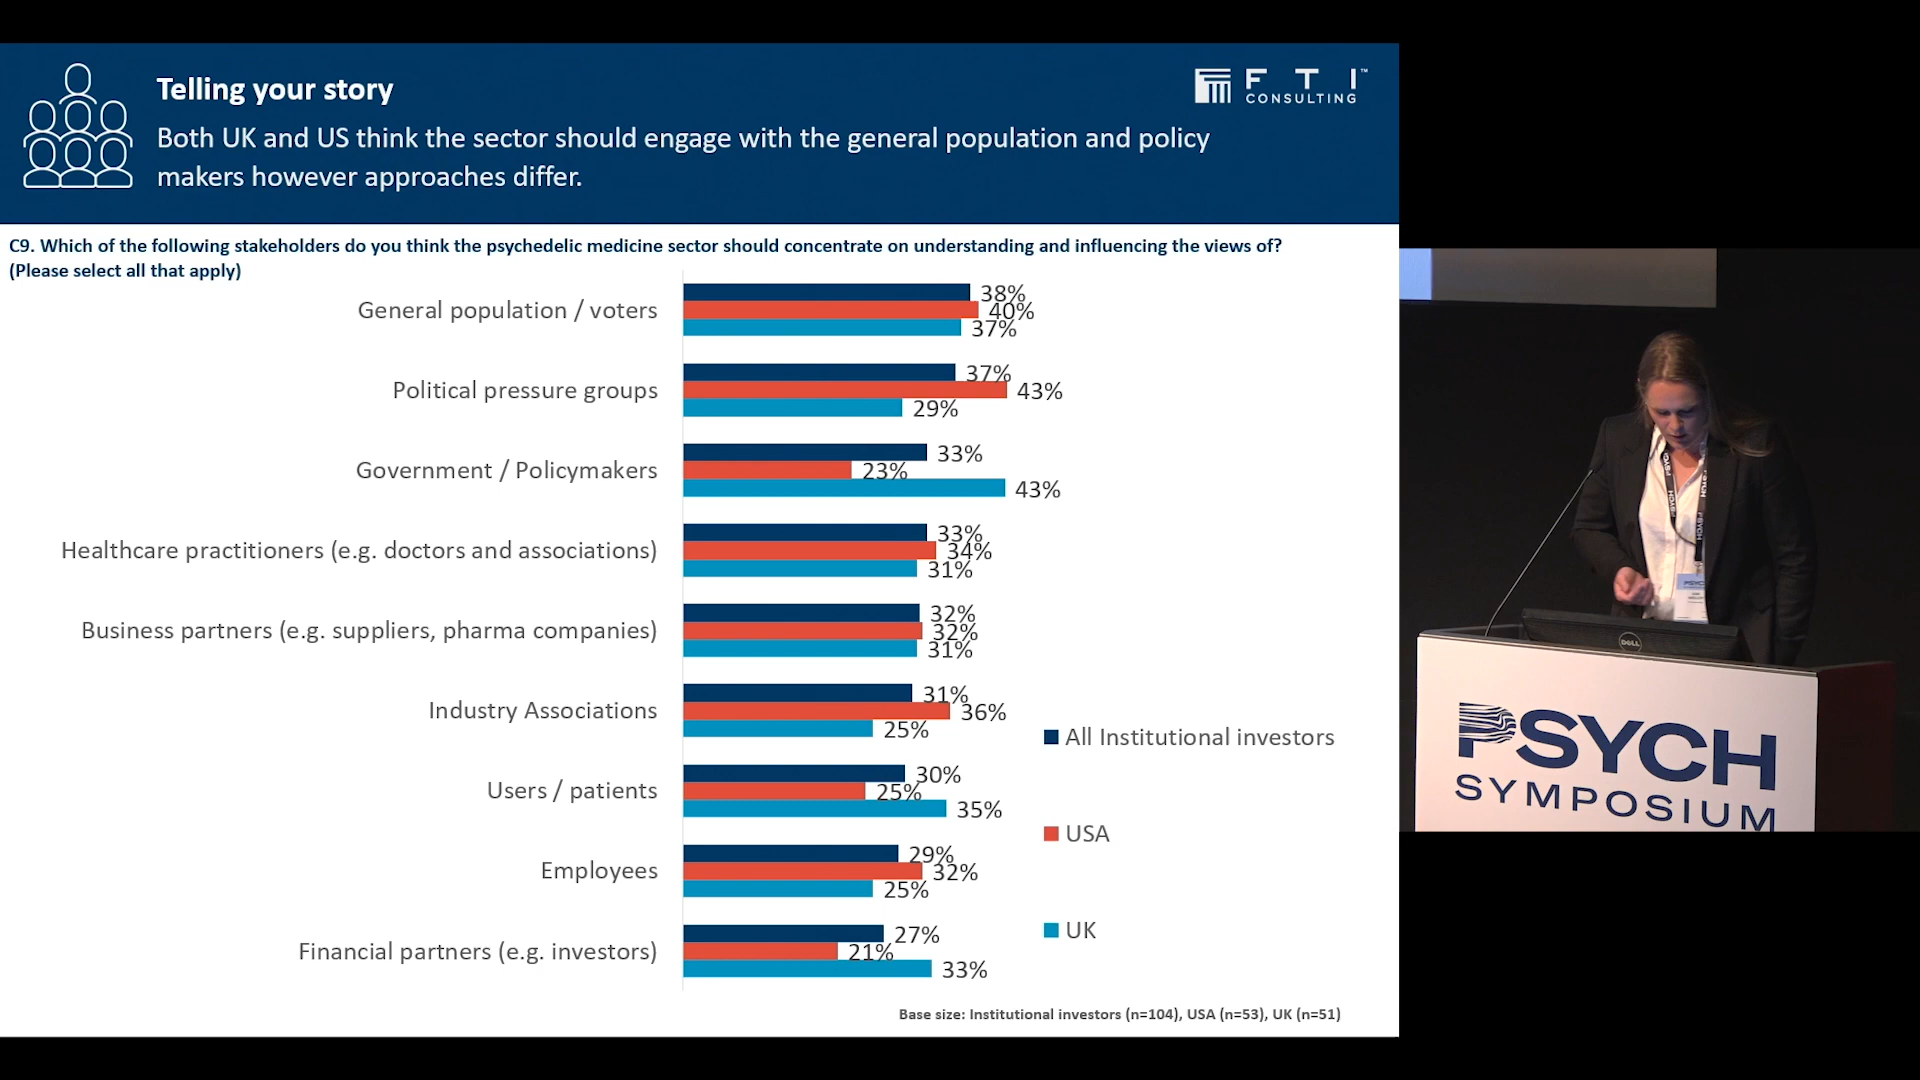 Telling your story
Both UK and US think the sector should engage with the general population and policy
makers however approaches differ.
F T I™
CONSULTING
C9. Which of the following stakeholders do you think the psychedelic medicine sector should concentrate on understanding and influencing the views of?
(Please select all that apply)
General population / voters
38%
40%
37%
Political pressure groups
37%
43%
29%
Government / Policymakers
33%
23%
43%
Healthcare practitioners (e.g. doctors and associations)
33%
34%
31%
Business partners (e.g. suppliers, pharma companies)
32%
32%
31%
Industry Associations
31%
36%
25%
Users / patients
30%
25%
35%
Employees
29%
32%
25%
Financial partners (e.g. investors)
27%
21%
33%
All Institutional investors
USA
UK
Base size: Institutional investors (n=104), USA (n=53), UK (n=51)
PSYCH
DELL
PSYCH
SYMPOSIUM